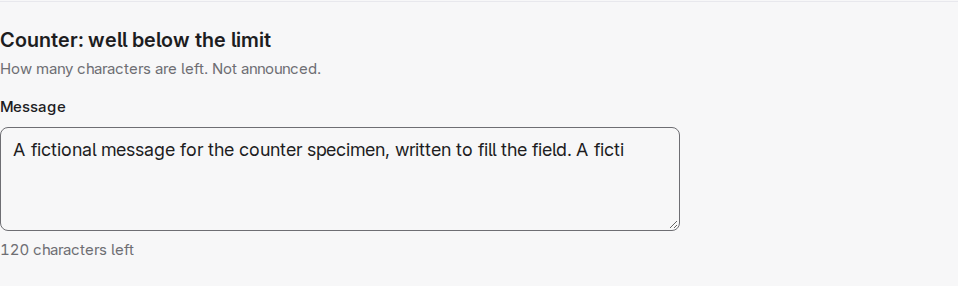 Counter: well below the limit
How many characters are left. Not announced.
Message
A fictional message for the counter specimen, written to fill the field. A ficti
120 characters left